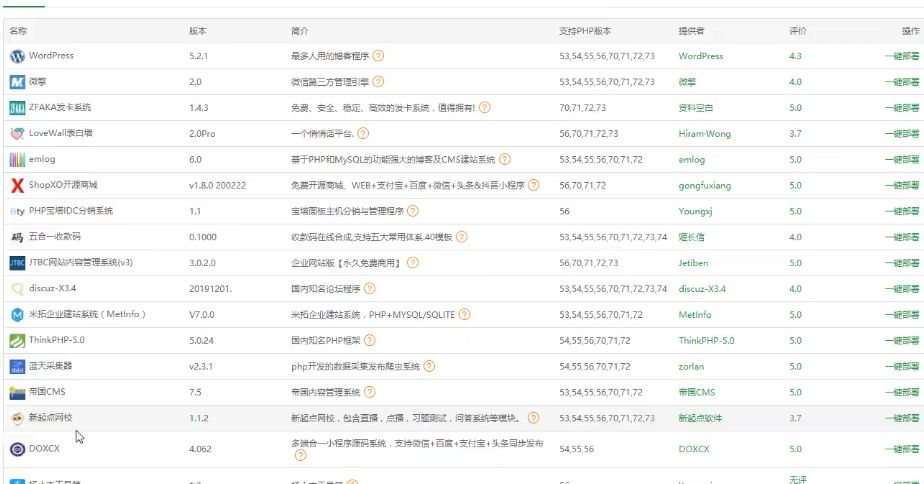 名称 版本 简介 支持PHP版本 提供者 评价 操作
WordPress 5.2.1 最多人用的博客程序 ? 53,54,55,56,70,71,72,73 WordPress 4.3 一键部署
微擎 2.0 微信第三方管理引擎 ? 53,54,55,56,70,71,72,73 微擎 4.0 一键部署
ZFAKA发卡系统 1.4.3 免费、安全、稳定、高效的发卡系统，值得拥有! ? 70,71,72,73 资料空白 5.0 一键部署
LoveWall表白墙 2.0Pro 一个悄悄话平台. ? 56,70,71,72,73 Hiram-Wong 3.7 一键部署
emlog 6.0 基于PHP和MySQL的功能强大的博客及CMS建站系统 ? 53,54,55,56,70,71,72 emlog 5.0 一键部署
ShopXO开源商城 v1.8.0 200222 免费开源商城、WEB+支付宝+百度+微信+头条&抖音小程序 ? 56,70,71,72 gongfuxiang 5.0 一键部署
Bty PHP宝塔IDC分销系统 1.1 宝塔面板主机分销与管理程序 ? 56 Youngxj 5.0 一键部署
码 五合一收款码 0.1000 收款码在线合成,支持五大常用体系.40模板 ? 53,54,55,56,70,71,72,73,74 姬长信 4.0 一键部署
JTBC JTBC网站内容管理系统(v3) 3.0.2.0 企业网站版【永久免费商用】 ? 56,70,71,72,73 Jetiben 5.0 一键部署
discuz-X3.4 20191201. 国内知名论坛程序 ? 53,54,55,56,70,71,72,73,74 discuz-X3.4 4.0 一键部署
米拓企业建站系统（MetInfo） V7.0.0 米拓企业建站系统，PHP+MYSQL/SQLITE ? 53,54,55,56,70,71,72 MetInfo 5.0 一键部署
ThinkPHP-5.0 5.0.24 国内知名PHP框架 ? 54,55,56,70,71,72 ThinkPHP-5.0 5.0 一键部署
蓝天采集器 v2.3.1 php开发的数据采集发布爬虫系统 ? 54,55,56,70,71,72 zorlan 5.0 一键部署
帝国CMS 7.5 帝国内容管理系统 ? 53,54,55,56,70,71,72 帝国CMS 5.0 一键部署
新起点网校 1.1.2 新起点网校，包含直播，点播，习题测试，问答系统等模块。 ? 53,54,55,56,70,71,72,73 新起点软件 3.7 一键部署
DOXCX 4.062 多端合一小程序源码系统，支持微信+百度+支付宝+头条同步发布 ? 54,55,56 DOXCX 5.0 一键部署
无评